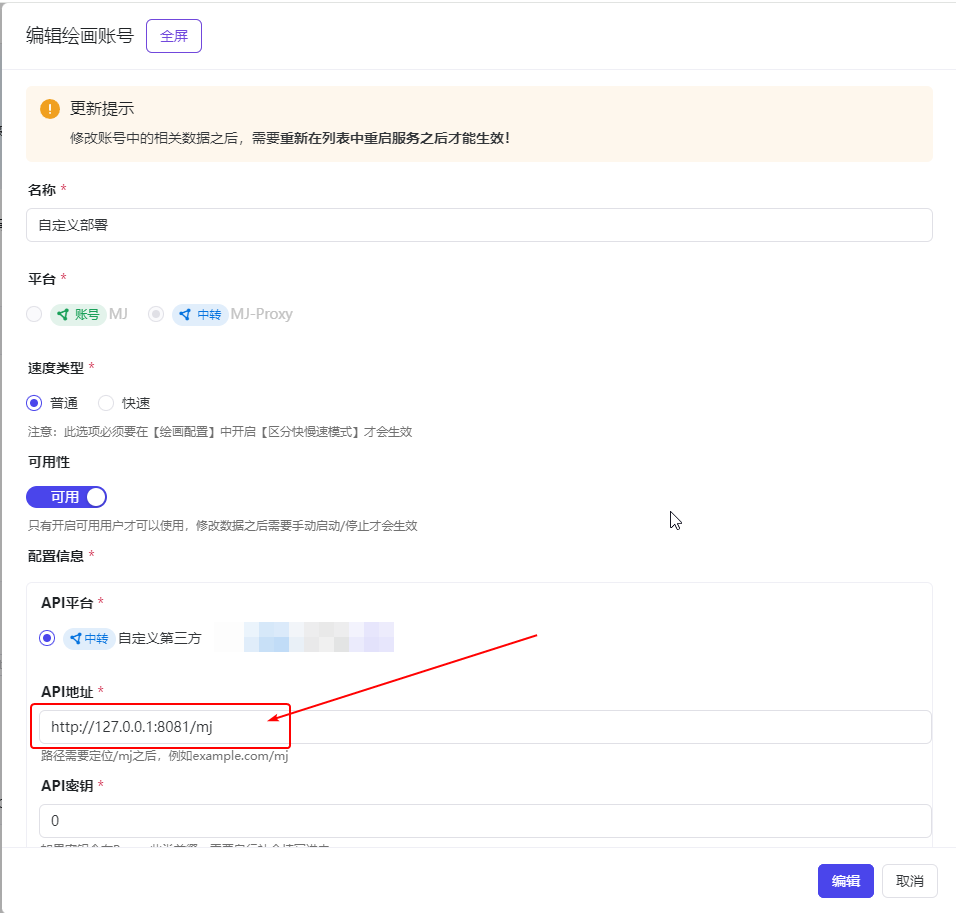 编辑绘画账号 全屏
更新提示
修改账号中的相关数据之后，需要重新在列表中重启服务之后才能生效！
名称 *
自定义部署
平台 *
账号 MJ 中转 MJ-Proxy
速度类型 *
普通 快速
注意：此选项必须要在【绘画配置】中开启【区分快慢速模式】才会生效
可用性
可用
只有开启可用用户才可以使用，修改数据之后需要手动启动/停止才会生效
配置信息 *
API平台 *
中转 自定义第三方
API地址 *
http://127.0.0.1:8081/mj
路径需要定位/mj之后，例如example.com/mj
API密钥 *
0
编辑 取消